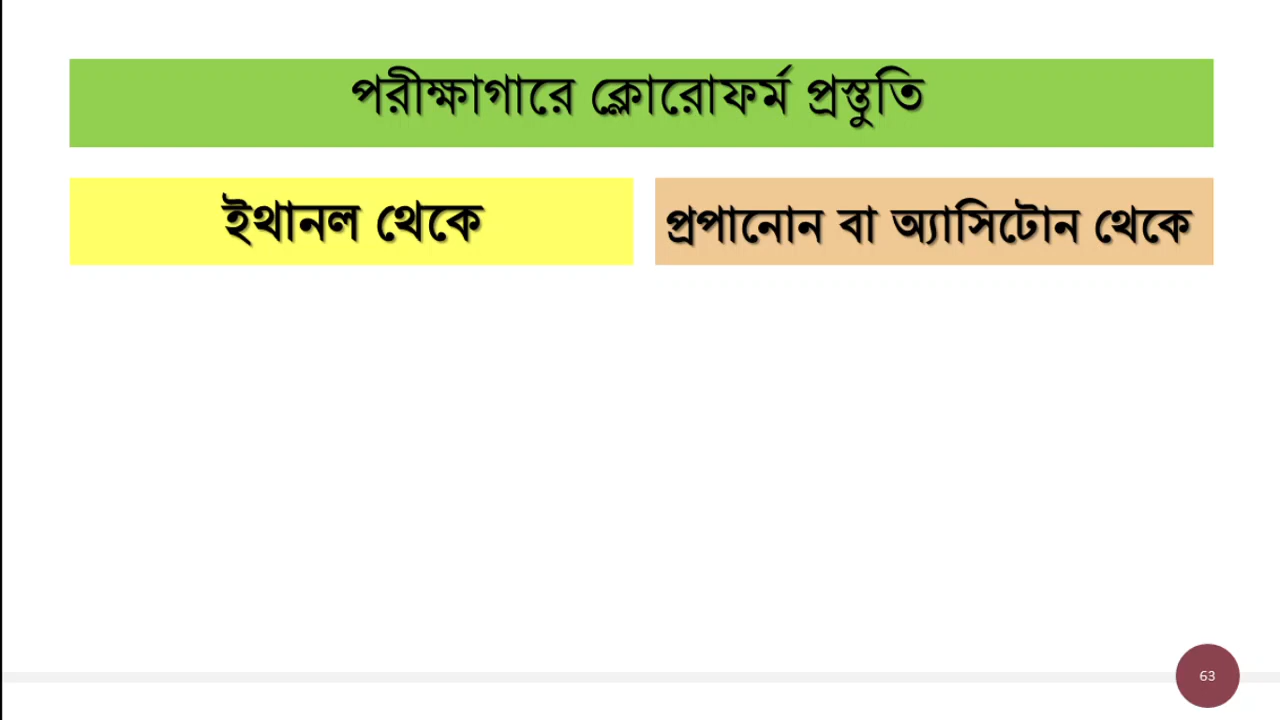 পরীক্ষাগারে ক্লোরোফর্ম প্রস্তুতি
ইথানল থেকে
প্রপানোন বা অ্যাসিটোন থেকে
63